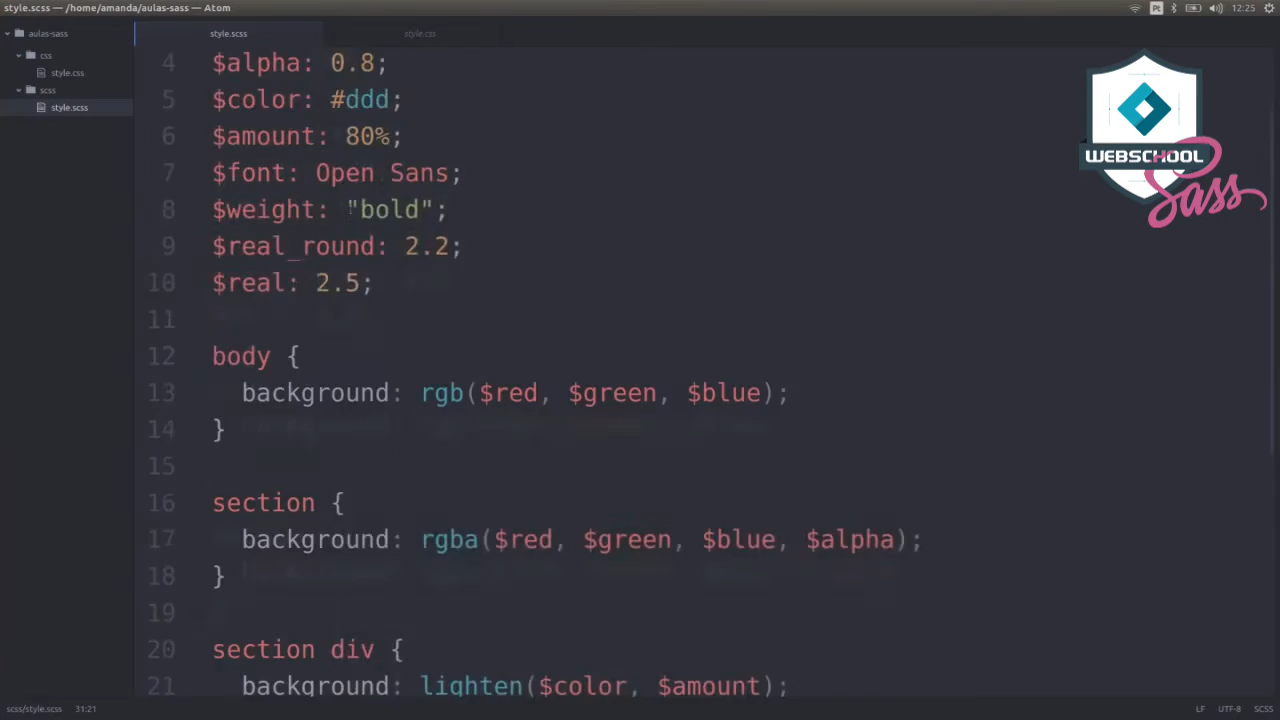 style.scss — /home/amanda/aulas-sass — Atom
Pt
12:25
aulas-sass
css
style.css
scss
style.scss
style.scss
style.css
4 $alpha: 0.8;
5 $color: #ddd;
6 $amount: 80%;
7 $font: Open Sans;
8 $weight: "bold";
9 $real_round: 2.2;
10 $real: 2.5;
11
12 body {
13 background: rgb($red, $green, $blue);
14 }
15
16 section {
17 background: rgba($red, $green, $blue, $alpha);
18 }
19
20 section div {
21 background: lighten($color, $amount);
WEBSCHOOL
Sass
scss/style.scss 31:21
LF UTF-8 SCSS